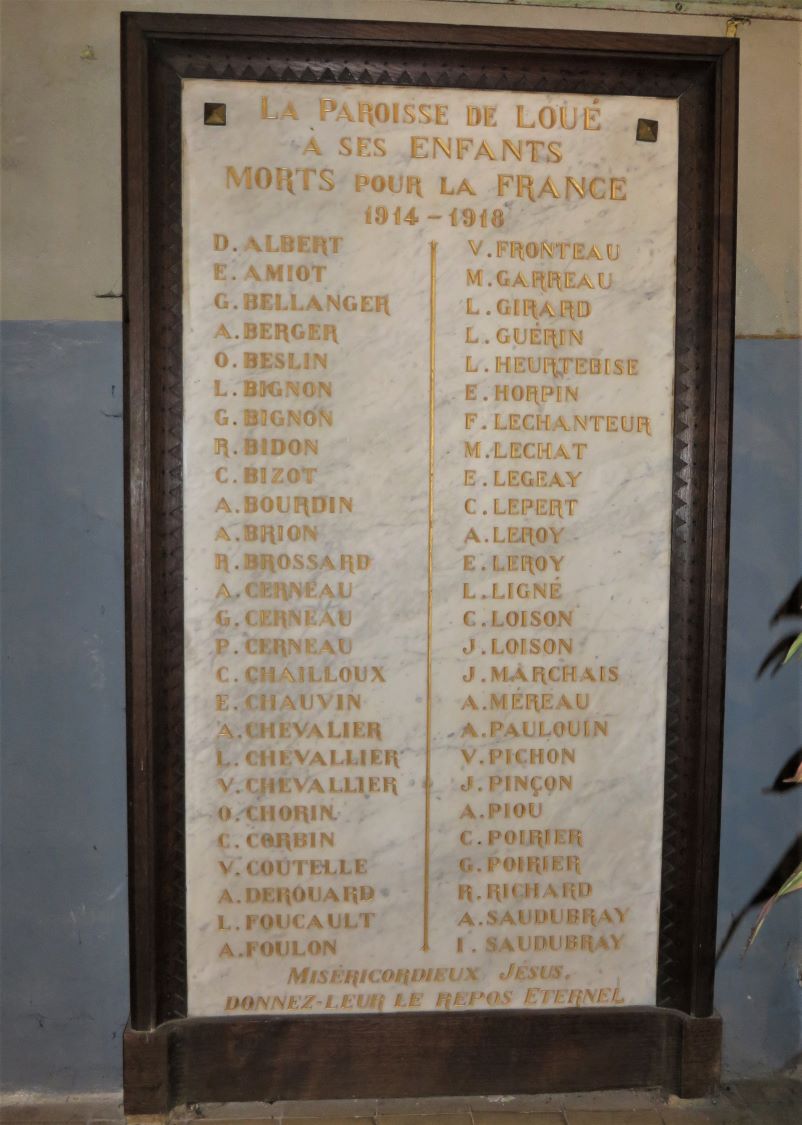 LA PAROISSE DE LOUÉ
À SES ENFANTS
MORTS POUR LA FRANCE
1914-1918
D. ALBERT
E. AMIOT
G. BELLANGER
A. BERGER
O. BESLIN
L. BIGNON
G. BIGNON
R. BIDON
C. BIZOT
A. BOURDIN
A. BRION
R. BROSSARD
A. CERNEAU
G. CERNEAU
P. CERNEAU
C. CHAILLOUX
E. CHAUVIN
A. CHEVALIER
L. CHEVALLIER
V. CHEVALLIER
O. CHORIN
C. CORBIN
V. COUTELLE
A. DEROUARD
L. FOUCAULT
A. FOULON
V. FRONTEAU
M. GARREAU
L. GIRARD
L. GUÉRIN
L. HEURTEBISE
E. HORPIN
F. LECHANTEUR
M. LECHAT
E. LEGEAY
C. LEPERT
A. LEROY
E. LEROY
L. LIGNÉ
C. LOISON
J. LOISON
J. MARCHAIS
A. MÉREAU
A. PAULOUIN
V. PICHON
J. PINÇON
A. PIOU
C. POIRIER
G. POIRIER
R. RICHARD
A. SAUDUBRAY
I. SAUDUBRAY
MISÉRICORDIEUX JÉSUS,
DONNEZ-LEUR LE REPOS ETERNEL